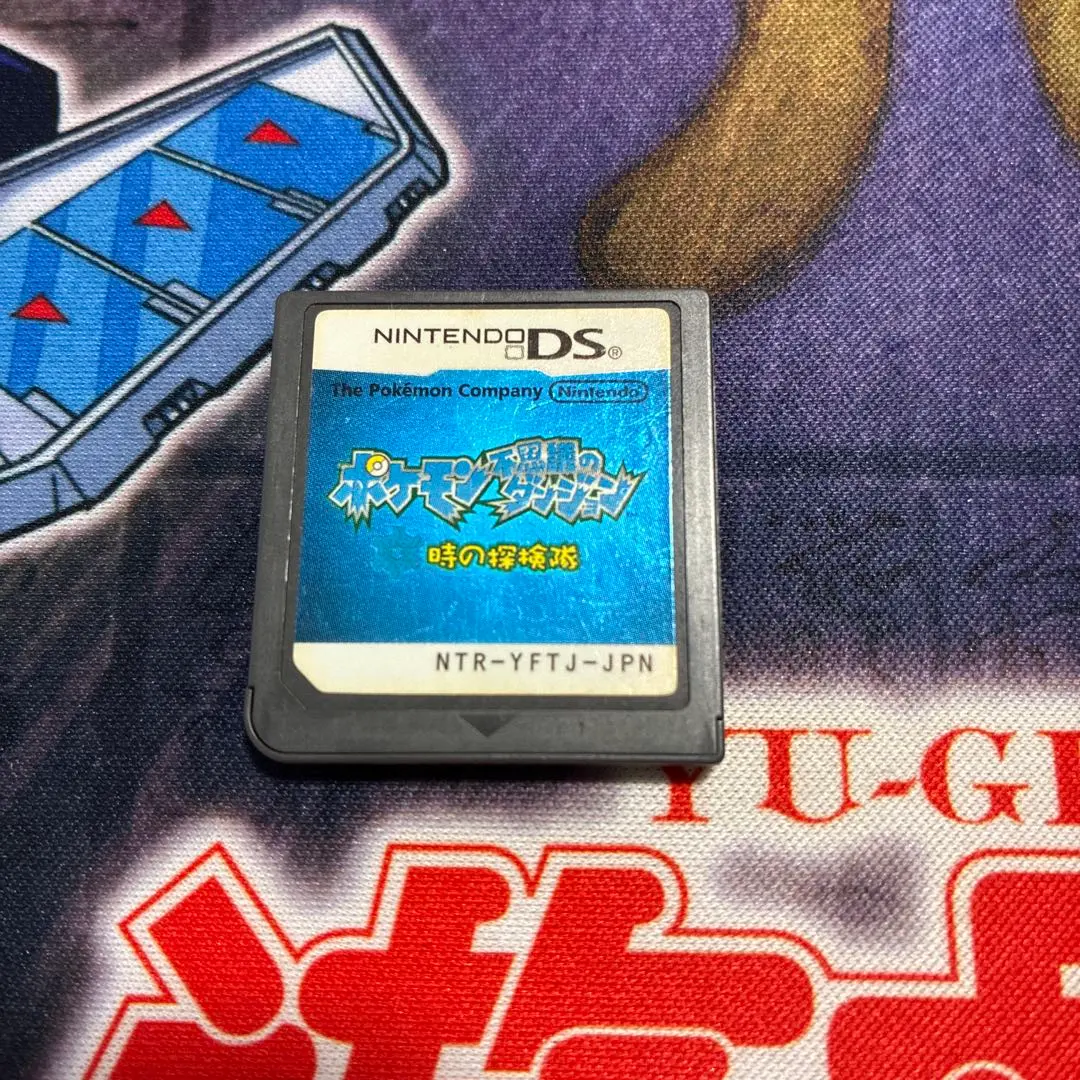 NINTENDO DS®
The Pokémon Company Nintendo
ポケモン不思議の
ダンジョン
時の探検隊
NTR-YFTJ-JPN
YU-GI
遊